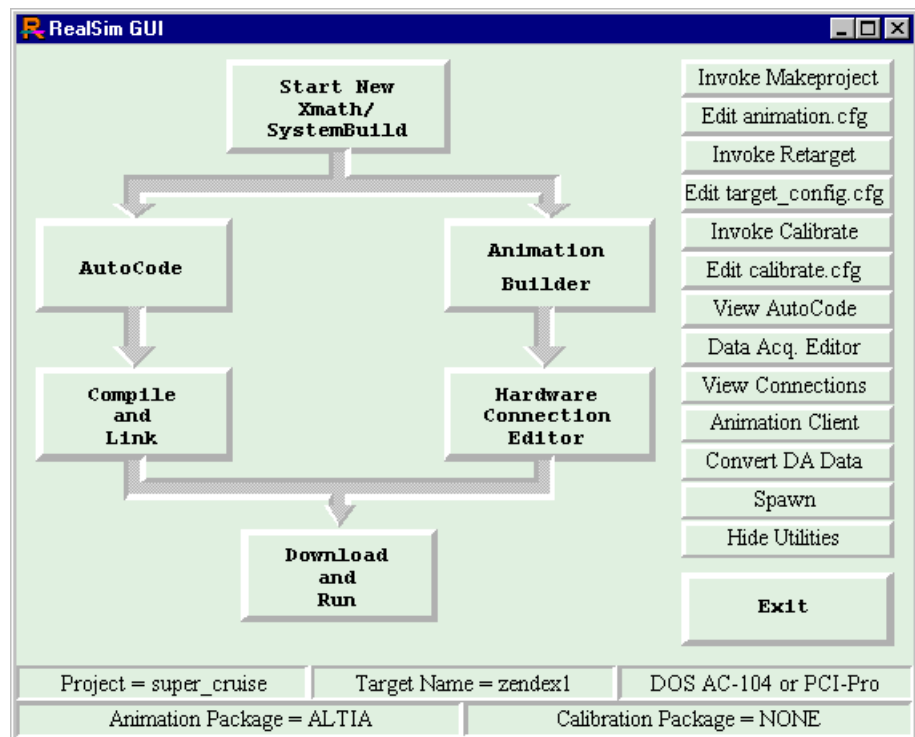 RealSim GUI
Start New
Xmath/
SystemBuild
AutoCode
Animation
Builder
Compile
and
Link
Hardware
Connection
Editor
Download
and
Run
Invoke Makeproject
Edit animation.cfg
Invoke Retarget
Edit target_config.cfg
Invoke Calibrate
Edit calibrate.cfg
View AutoCode
Data Acq. Editor
View Connections
Animation Client
Convert DA Data
Spawn
Hide Utilities
Exit
Project = super_cruise
Target Name = zendex1
DOS AC-104 or PCI-Pro
Animation Package = ALTIA
Calibration Package = NONE